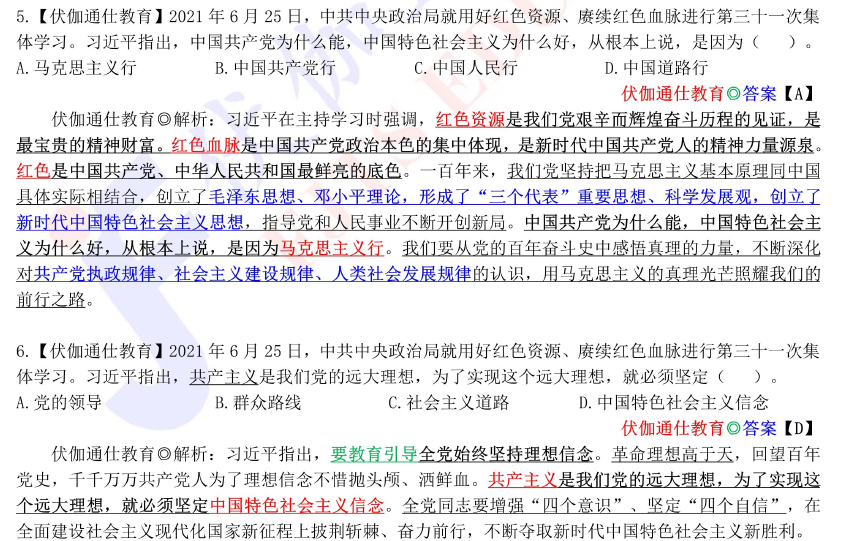 5.【伏伽通仕教育】2021 年 6 月 25 日，中共中央政治局就用好红色资源、赓续红色血脉进行第三十一次集
体学习。习近平指出，中国共产党为什么能，中国特色社会主义为什么好，从根本上说，是因为（ ）。
A.马克思主义行 B.中国共产党行 C.中国人民行 D.中国道路行
伏伽通仕教育◎答案【A】
伏伽通仕教育◎解析：习近平在主持学习时强调，红色资源是我们党艰辛而辉煌奋斗历程的见证，是
最宝贵的精神财富。红色血脉是中国共产党政治本色的集中体现，是新时代中国共产党人的精神力量源泉。
红色是中国共产党、中华人民共和国最鲜亮的底色。一百年来，我们党坚持把马克思主义基本原理同中国
具体实际相结合，创立了毛泽东思想、邓小平理论，形成了“三个代表”重要思想、科学发展观，创立了
新时代中国特色社会主义思想，指导党和人民事业不断开创新局。中国共产党为什么能，中国特色社会主
义为什么好，从根本上说，是因为马克思主义行。我们要从党的百年奋斗史中感悟真理的力量，不断深化
对共产党执政规律、社会主义建设规律、人类社会发展规律的认识，用马克思主义的真理光芒照耀我们的
前行之路。
6.【伏伽通仕教育】2021 年 6 月 25 日，中共中央政治局就用好红色资源、赓续红色血脉进行第三十一次集
体学习。习近平指出，共产主义是我们党的远大理想，为了实现这个远大理想，就必须坚定（ ）。
A.党的领导 B.群众路线 C.社会主义道路 D.中国特色社会主义信念
伏伽通仕教育◎答案【D】
伏伽通仕教育◎解析：习近平指出，要教育引导全党始终坚持理想信念。革命理想高于天，回望百年
党史，千千万万共产党人为了理想信念不惜抛头颅、洒鲜血。共产主义是我们党的远大理想，为了实现这
个远大理想，就必须坚定中国特色社会主义信念。全党同志要增强“四个意识”、坚定“四个自信”，在
全面建设社会主义现代化国家新征程上披荆斩棘、奋力前行，不断夺取新时代中国特色社会主义新胜利。